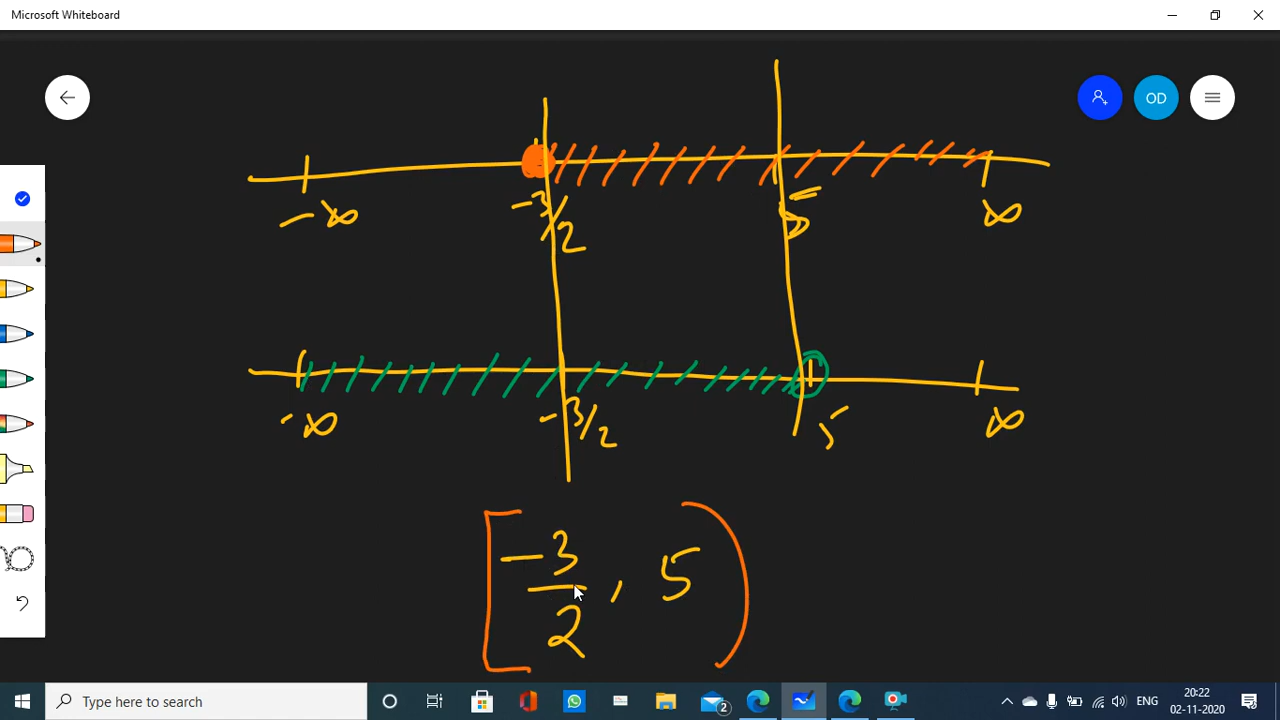 Microsoft Whiteboard
OD
-∞ -3/2 5 ∞
-∞ -3/2 5 ∞
[-3/2, 5)
Type here to search
2
ENG
20:22
02-11-2020